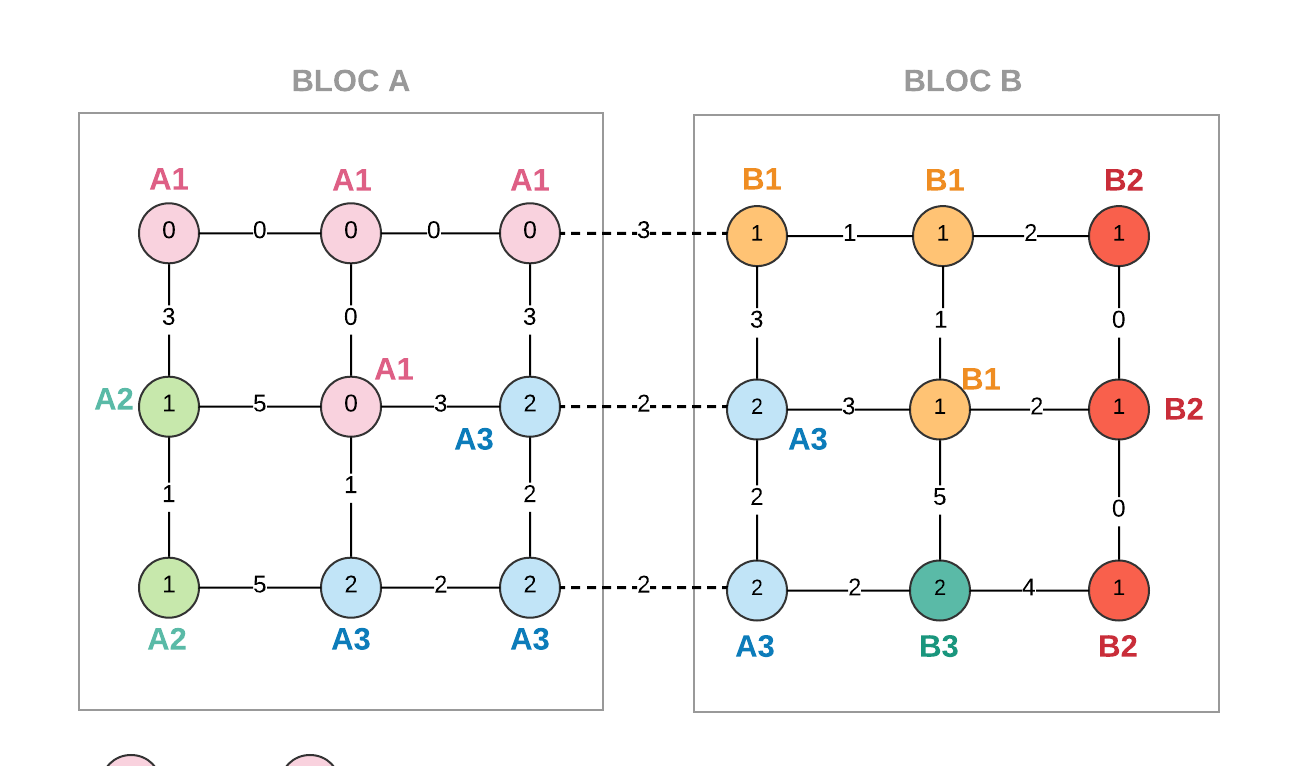 BLOC A BLOC B
A1 A1 A1 B1 B1 B2
0 0 0 0 0 3 1 1 1 2 1
3 0 3 3 1 0
A1 B1
A2 1 5 0 3 2 2 2 3 1 2 1 B2
A3 A3
1 1 2 2 5 0
1 5 2 2 2 2 2 2 2 4 1
A2 A3 A3 A3 B3 B2